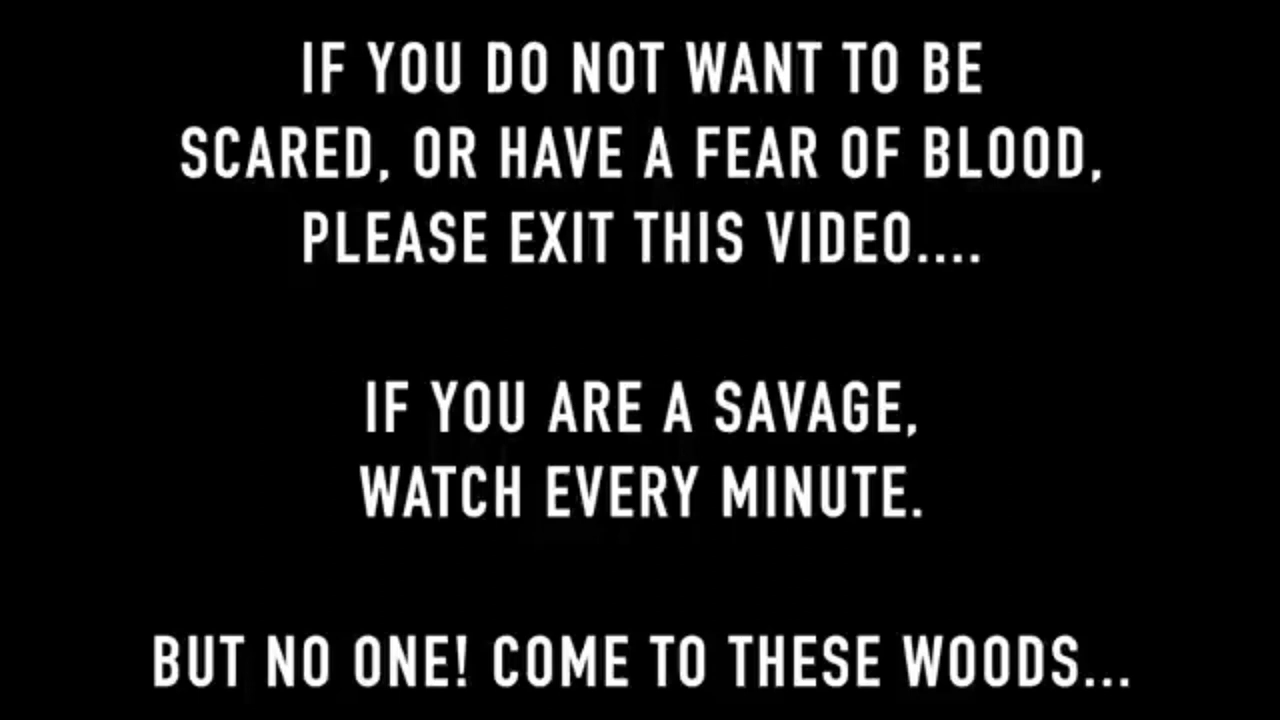 IF YOU DO NOT WANT TO BE
SCARED, OR HAVE A FEAR OF BLOOD,
PLEASE EXIT THIS VIDEO....
IF YOU ARE A SAVAGE,
WATCH EVERY MINUTE.
BUT NO ONE! COME TO THESE WOODS...